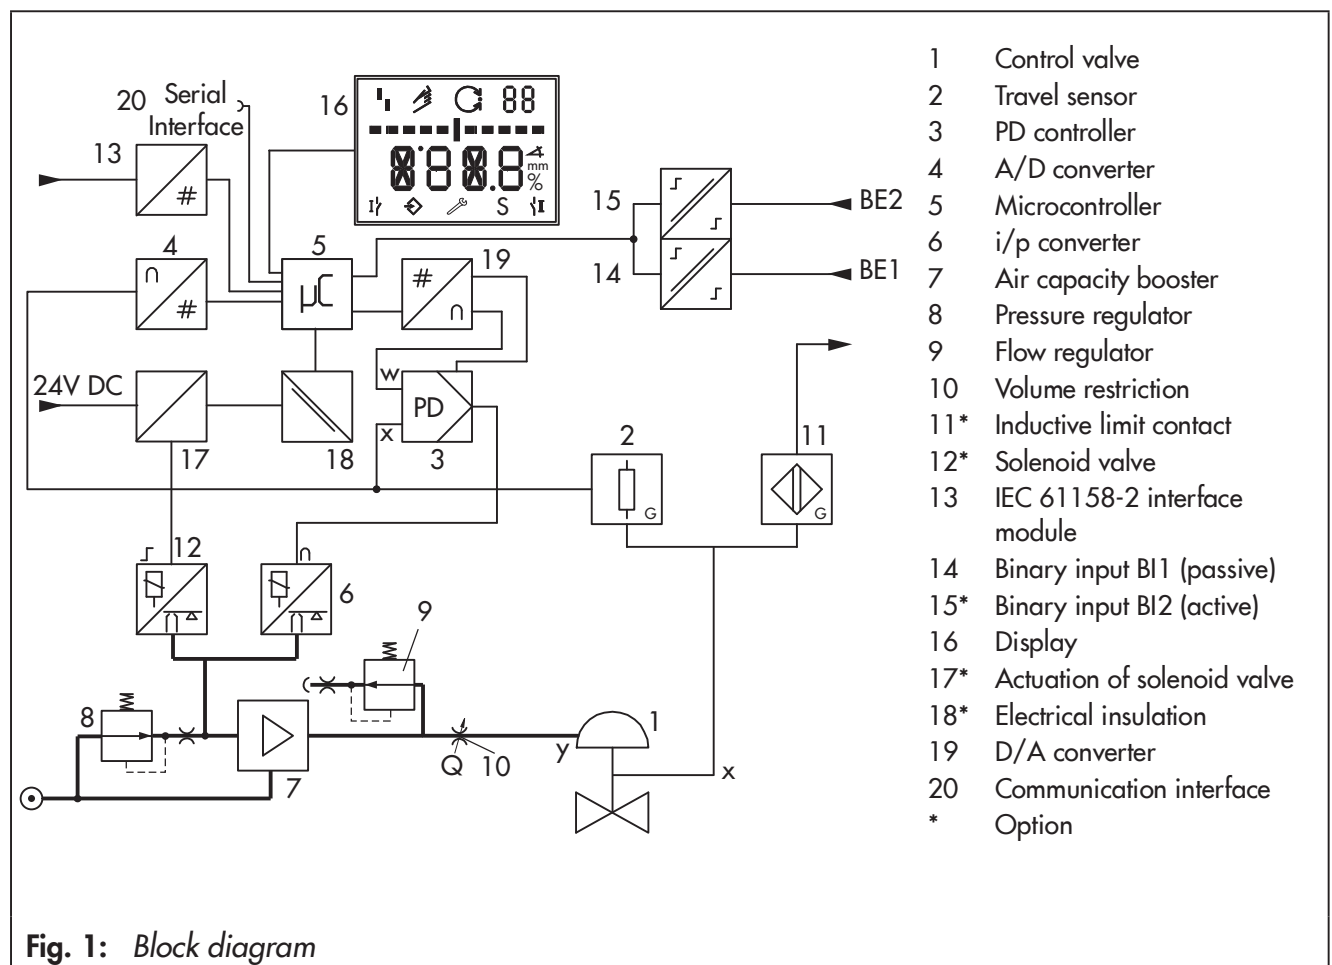 20 Serial
Interface
16
88
8.8 8.8
mm
%
S
13
#
4
#
5
µC
#
19
15
BE2
14
BE1
24V DC
17
18
w
PD
x
3
2
G
11
G
12
6
9
8
7
Q 10
y
1
x
1 Control valve
2 Travel sensor
3 PD controller
4 A/D converter
5 Microcontroller
6 i/p converter
7 Air capacity booster
8 Pressure regulator
9 Flow regulator
10 Volume restriction
11* Inductive limit contact
12* Solenoid valve
13 IEC 61158-2 interface
module
14 Binary input BI1 (passive)
15* Binary input BI2 (active)
16 Display
17* Actuation of solenoid valve
18* Electrical insulation
19 D/A converter
20 Communication interface
* Option
Fig. 1: Block diagram